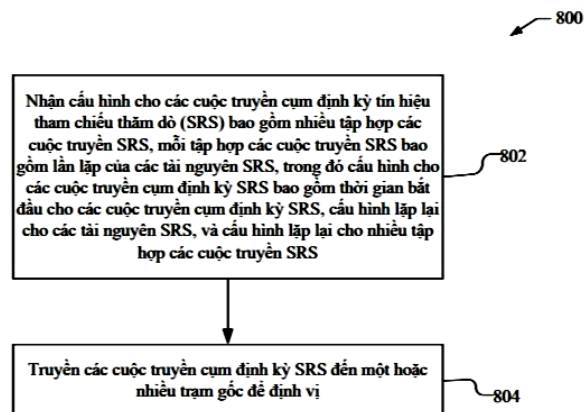 800
Nhận cấu hình cho các cuộc truyền cụm định kỳ tín hiệu
tham chiếu thăm dò (SRS) bao gồm nhiều tập hợp các
cuộc truyền SRS, mỗi tập hợp các cuộc truyền SRS bao
gồm lần lặp của các tài nguyên SRS, trong đó cấu hình cho
các cuộc truyền cụm định kỳ SRS bao gồm thời gian bắt
đầu cho các cuộc truyền cụm định kỳ SRS, cấu hình lặp lại
cho các tài nguyên SRS, và cấu hình lặp lại cho nhiều tập
hợp các cuộc truyền SRS
802
Truyền các cuộc truyền cụm định kỳ SRS đến một hoặc
nhiều trạm gốc để định vị
804